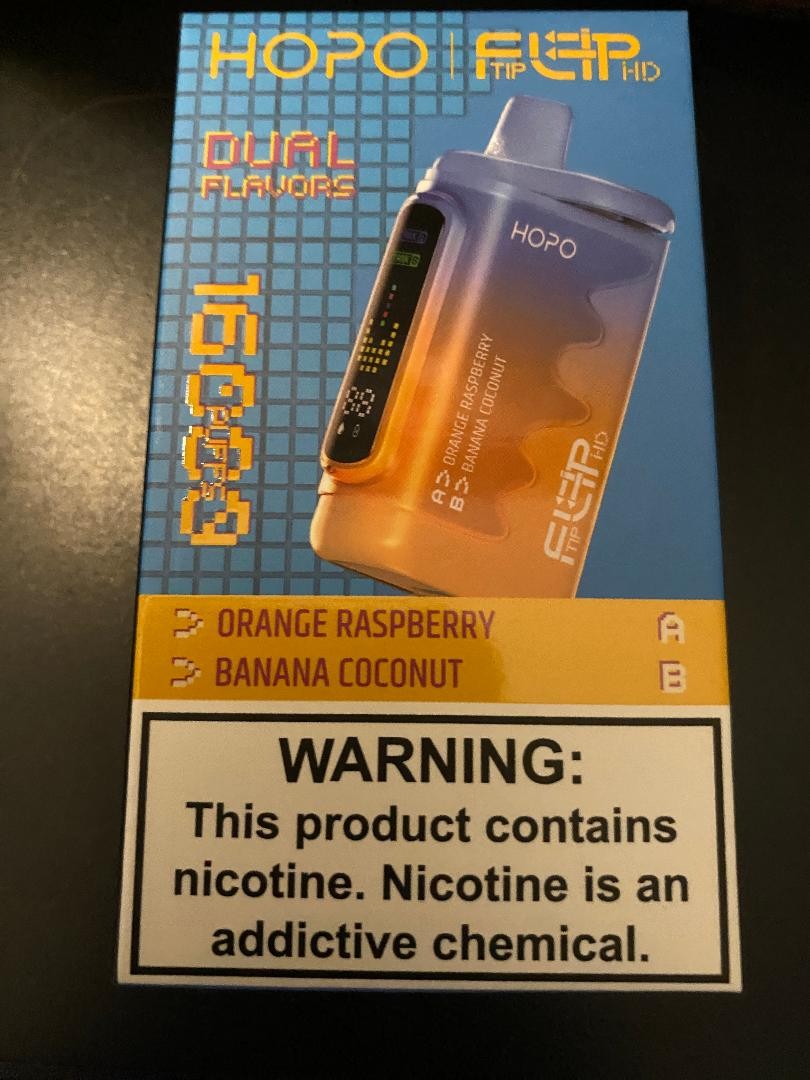 HOPO | FLIP TIP HD
DUAL
FLAVORS
16000
PUFFS
HOPO
A ORANGE RASPBERRY
B BANANA COCONUT
FLIP TIP HD
ORANGE RASPBERRY A
BANANA COCONUT B
WARNING:
This product contains
nicotine. Nicotine is an
addictive chemical.